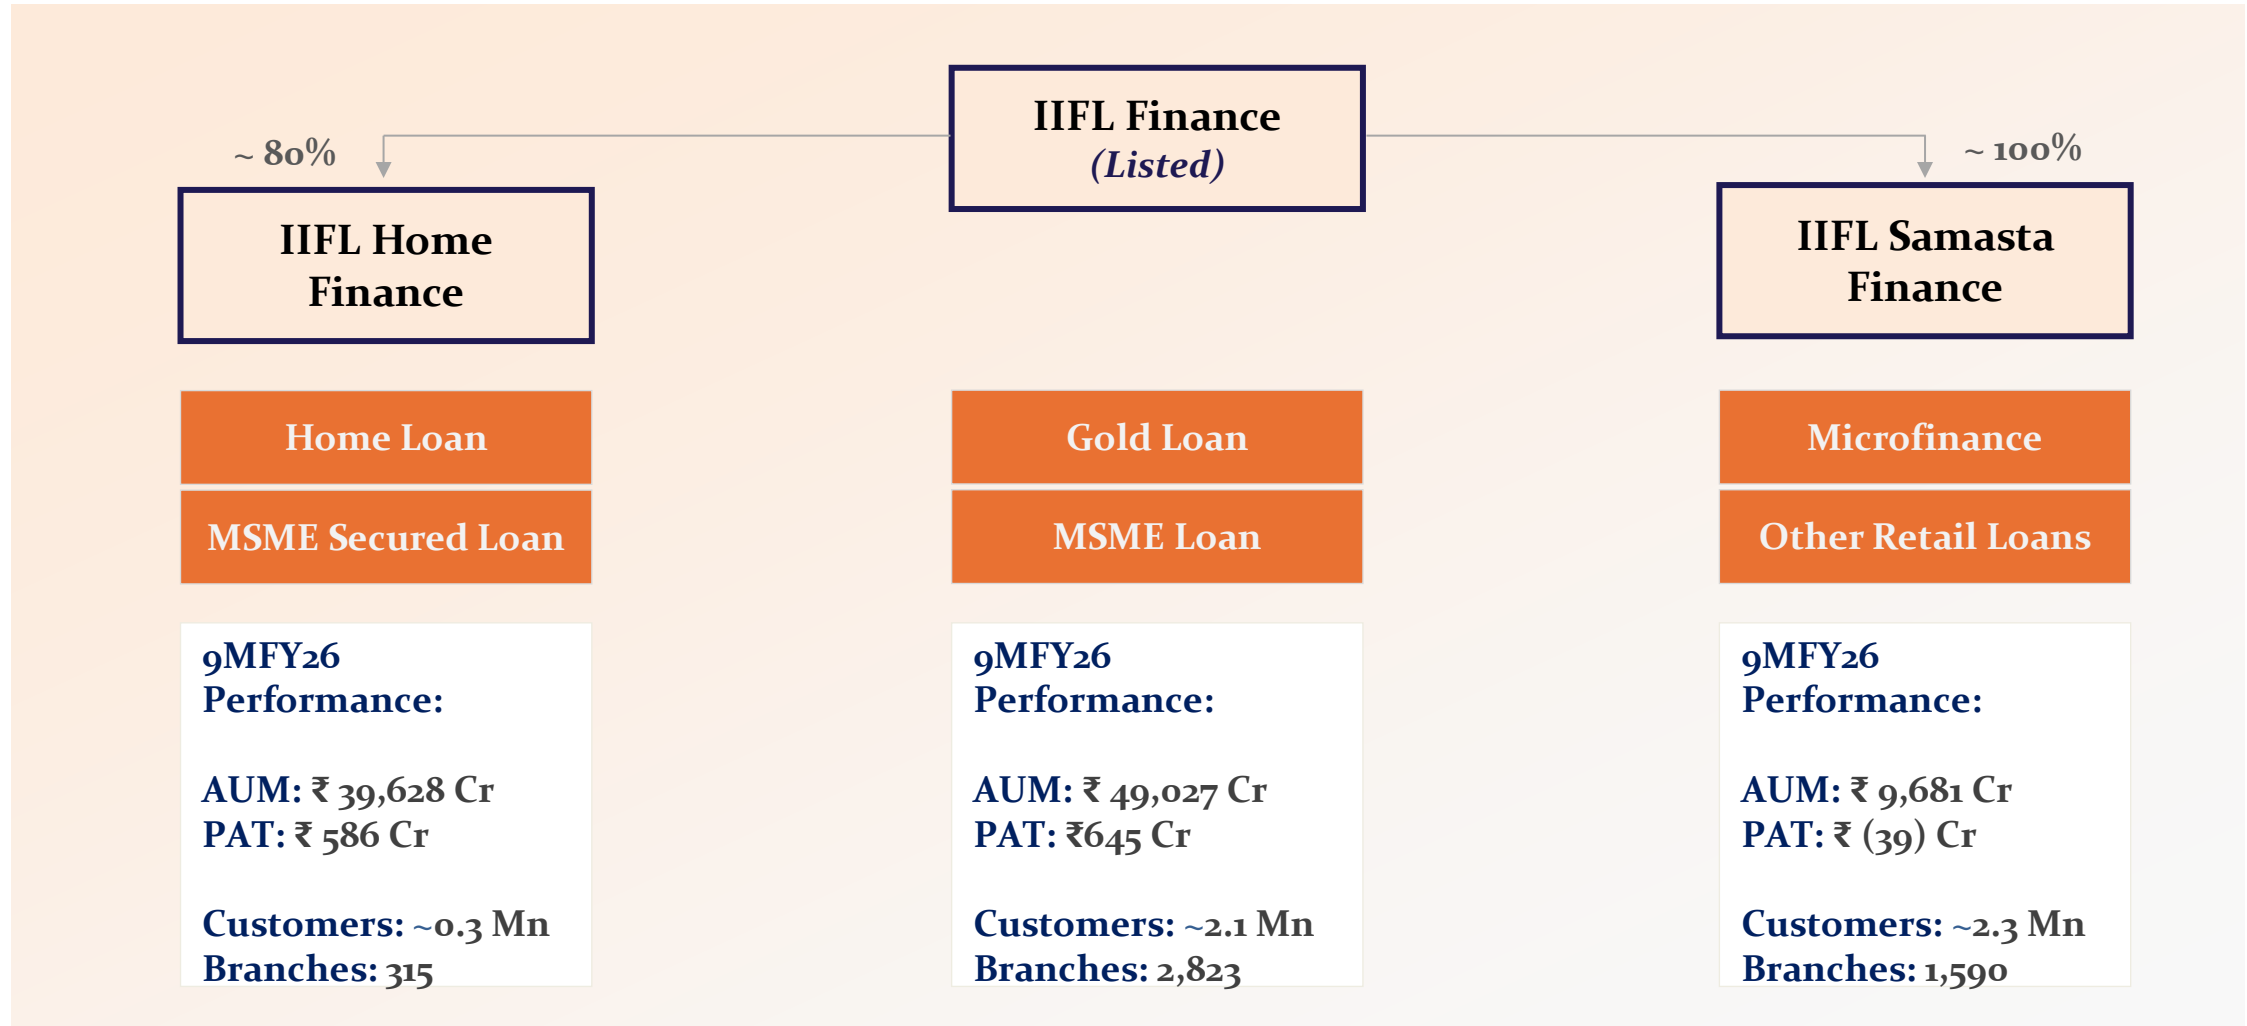 IIFL Finance
(Listed)
~ 80%
~ 100%
IIFL Home
Finance
IIFL Samasta
Finance
Home Loan
MSME Secured Loan
Gold Loan
MSME Loan
Microfinance
Other Retail Loans
9MFY26
Performance:
AUM: ₹ 39,628 Cr
PAT: ₹ 586 Cr
Customers: ~0.3 Mn
Branches: 315
9MFY26
Performance:
AUM: ₹ 49,027 Cr
PAT: ₹645 Cr
Customers: ~2.1 Mn
Branches: 2,823
9MFY26
Performance:
AUM: ₹ 9,681 Cr
PAT: ₹ (39) Cr
Customers: ~2.3 Mn
Branches: 1,590